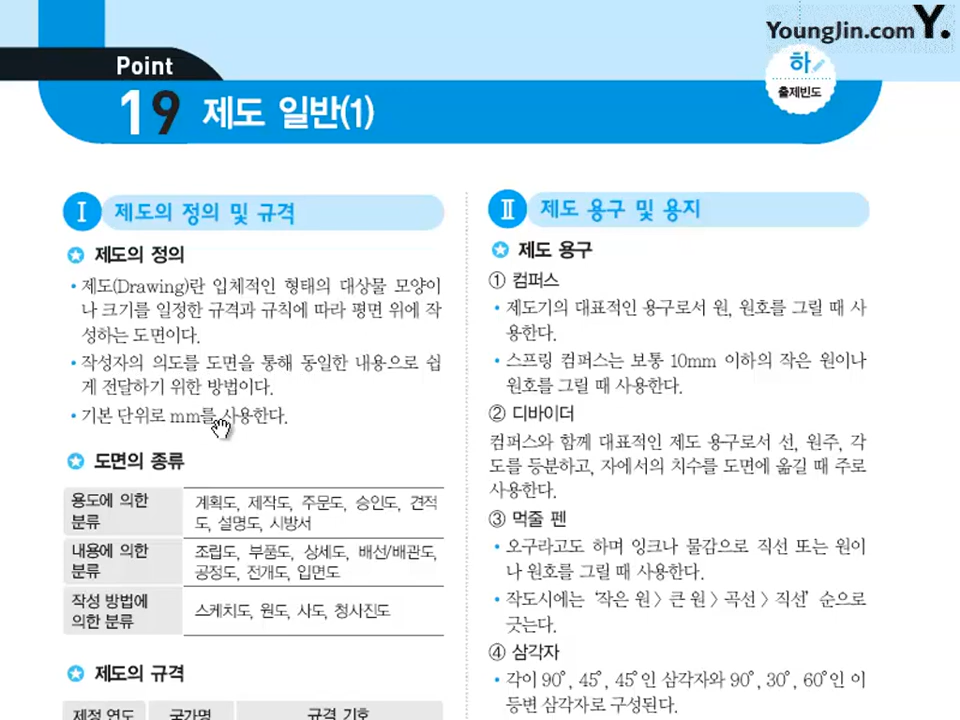 YoungJin.com Y.
하
출제빈도
Point
19 제도 일반(1)
Ⅰ 제도의 정의 및 규격
제도의 정의
• 제도(Drawing)란 입체적인 형태의 대상물 모양이
나 크기를 일정한 규격과 규칙에 따라 평면 위에 작
성하는 도면이다.
• 작성자의 의도를 도면을 통해 동일한 내용으로 쉽
게 전달하기 위한 방법이다.
• 기본 단위로 mm를 사용한다.
도면의 종류
용도에 의한
분류
계획도, 제작도, 주문도, 승인도, 견적
도, 설명도, 시방서
내용에 의한
분류
조립도, 부품도, 상세도, 배선/배관도,
공정도, 전개도, 입면도
작성 방법에
의한 분류
스케치도, 원도, 사도, 청사진도
제도의 규격
제정 연도 국가명 규격 기호
Ⅱ 제도 용구 및 용지
제도 용구
① 컴퍼스
• 제도기의 대표적인 용구로서 원, 원호를 그릴 때 사
용한다.
• 스프링 컴퍼스는 보통 10mm 이하의 작은 원이나
원호를 그릴 때 사용한다.
② 디바이더
컴퍼스와 함께 대표적인 제도 용구로서 선, 원주, 각
도를 등분하고, 자에서의 치수를 도면에 옮길 때 주로
사용한다.
③ 먹줄 펜
• 오구라고도 하며 잉크나 물감으로 직선 또는 원이
나 원호를 그릴 때 사용한다.
• 작도시에는 ‘작은 원 > 큰 원 > 곡선 > 직선’ 순으로
긋는다.
④ 삼각자
• 각이 90°, 45°, 45°인 삼각자와 90°, 30°, 60°인 이
등변 삼각자로 구성된다.